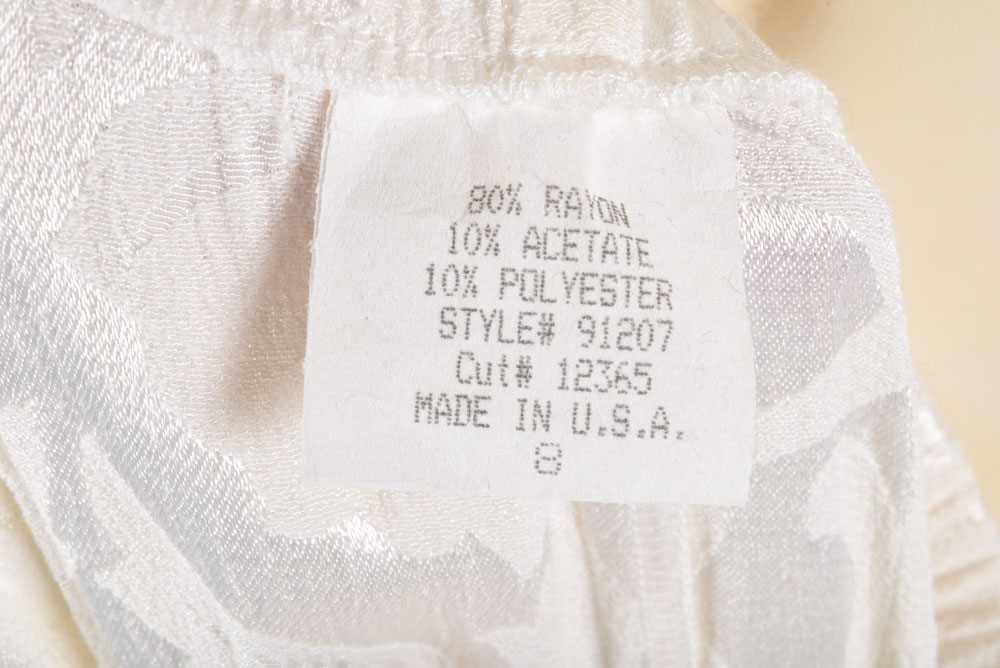 80% RAYON
10% ACETATE
10% POLYESTER
STYLE# 91207
Cut# 12365
MADE IN U.S.A.
8